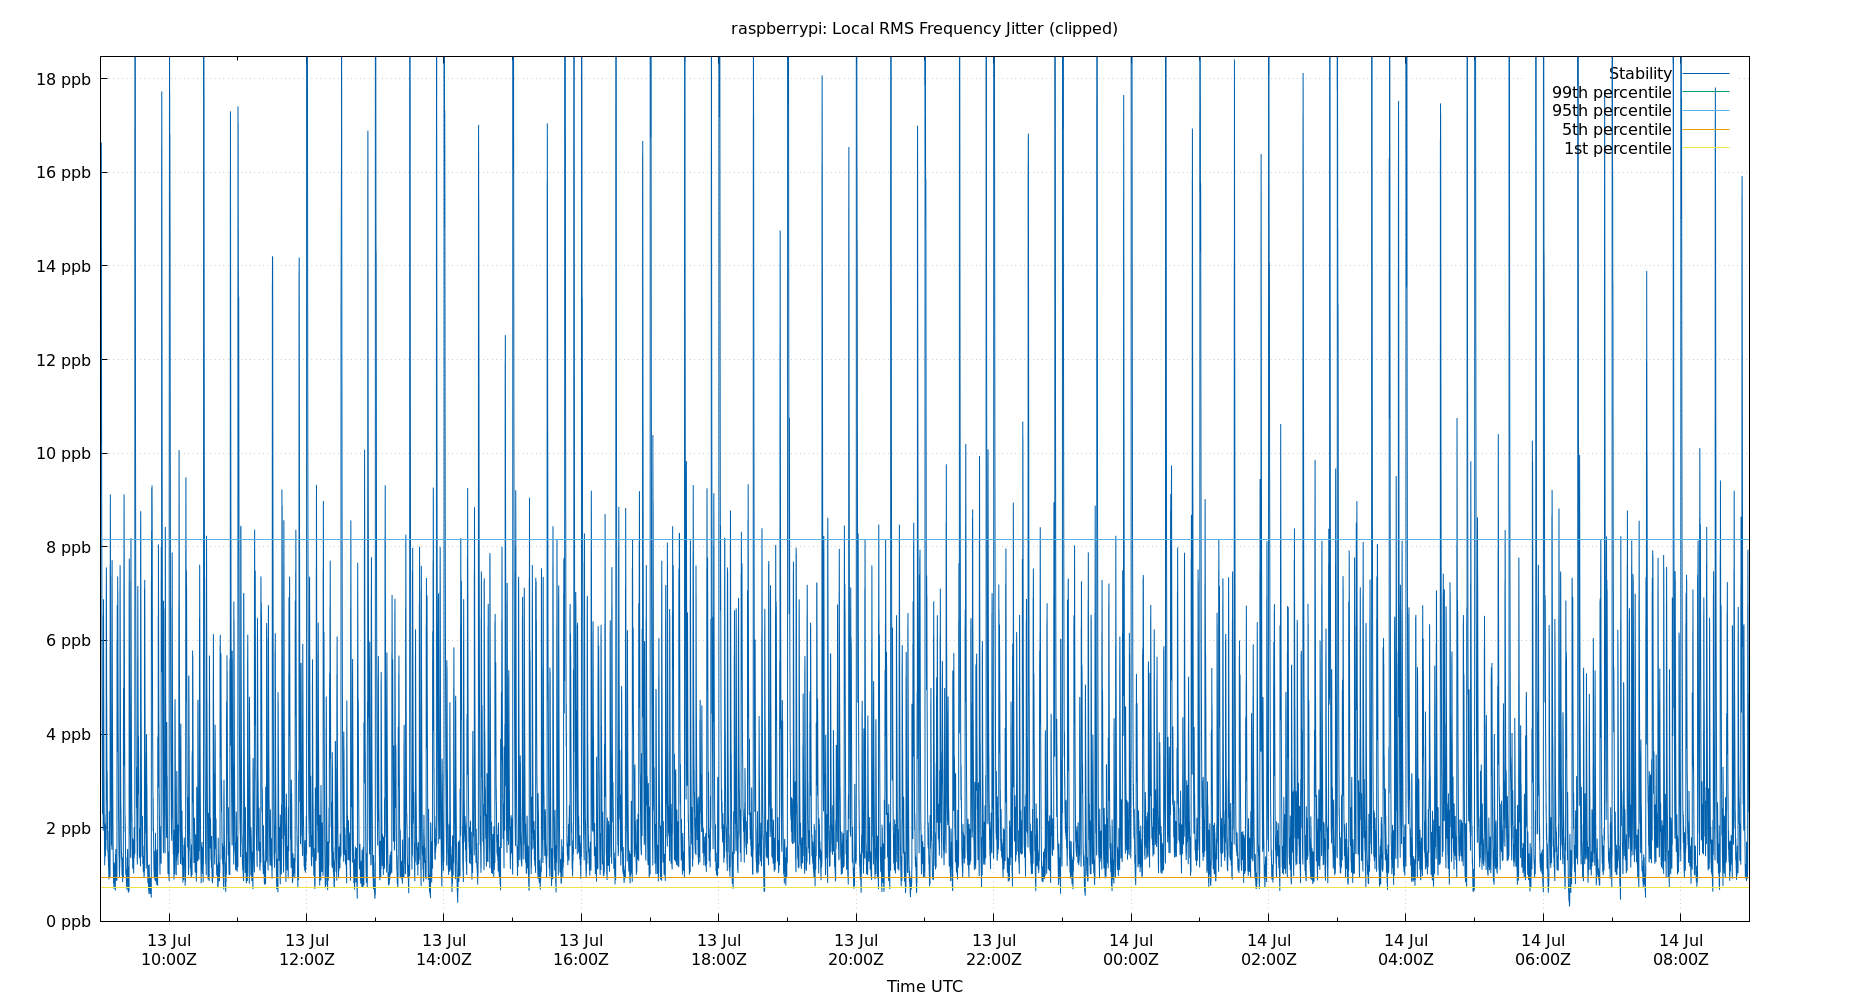 raspberrypi: Local RMS Frequency Jitter (clipped)
18 ppb
16 ppb
14 ppb
12 ppb
10 ppb
8 ppb
6 ppb
4 ppb
2 ppb
0 ppb
Stability
99th percentile
95th percentile
5th percentile
1st percentile
13 Jul 13 Jul 13 Jul 13 Jul 13 Jul 13 Jul 13 Jul 14 Jul 14 Jul 14 Jul 14 Jul 14 Jul
10:00Z 12:00Z 14:00Z 16:00Z 18:00Z 20:00Z 22:00Z 00:00Z 02:00Z 04:00Z 06:00Z 08:00Z
Time UTC